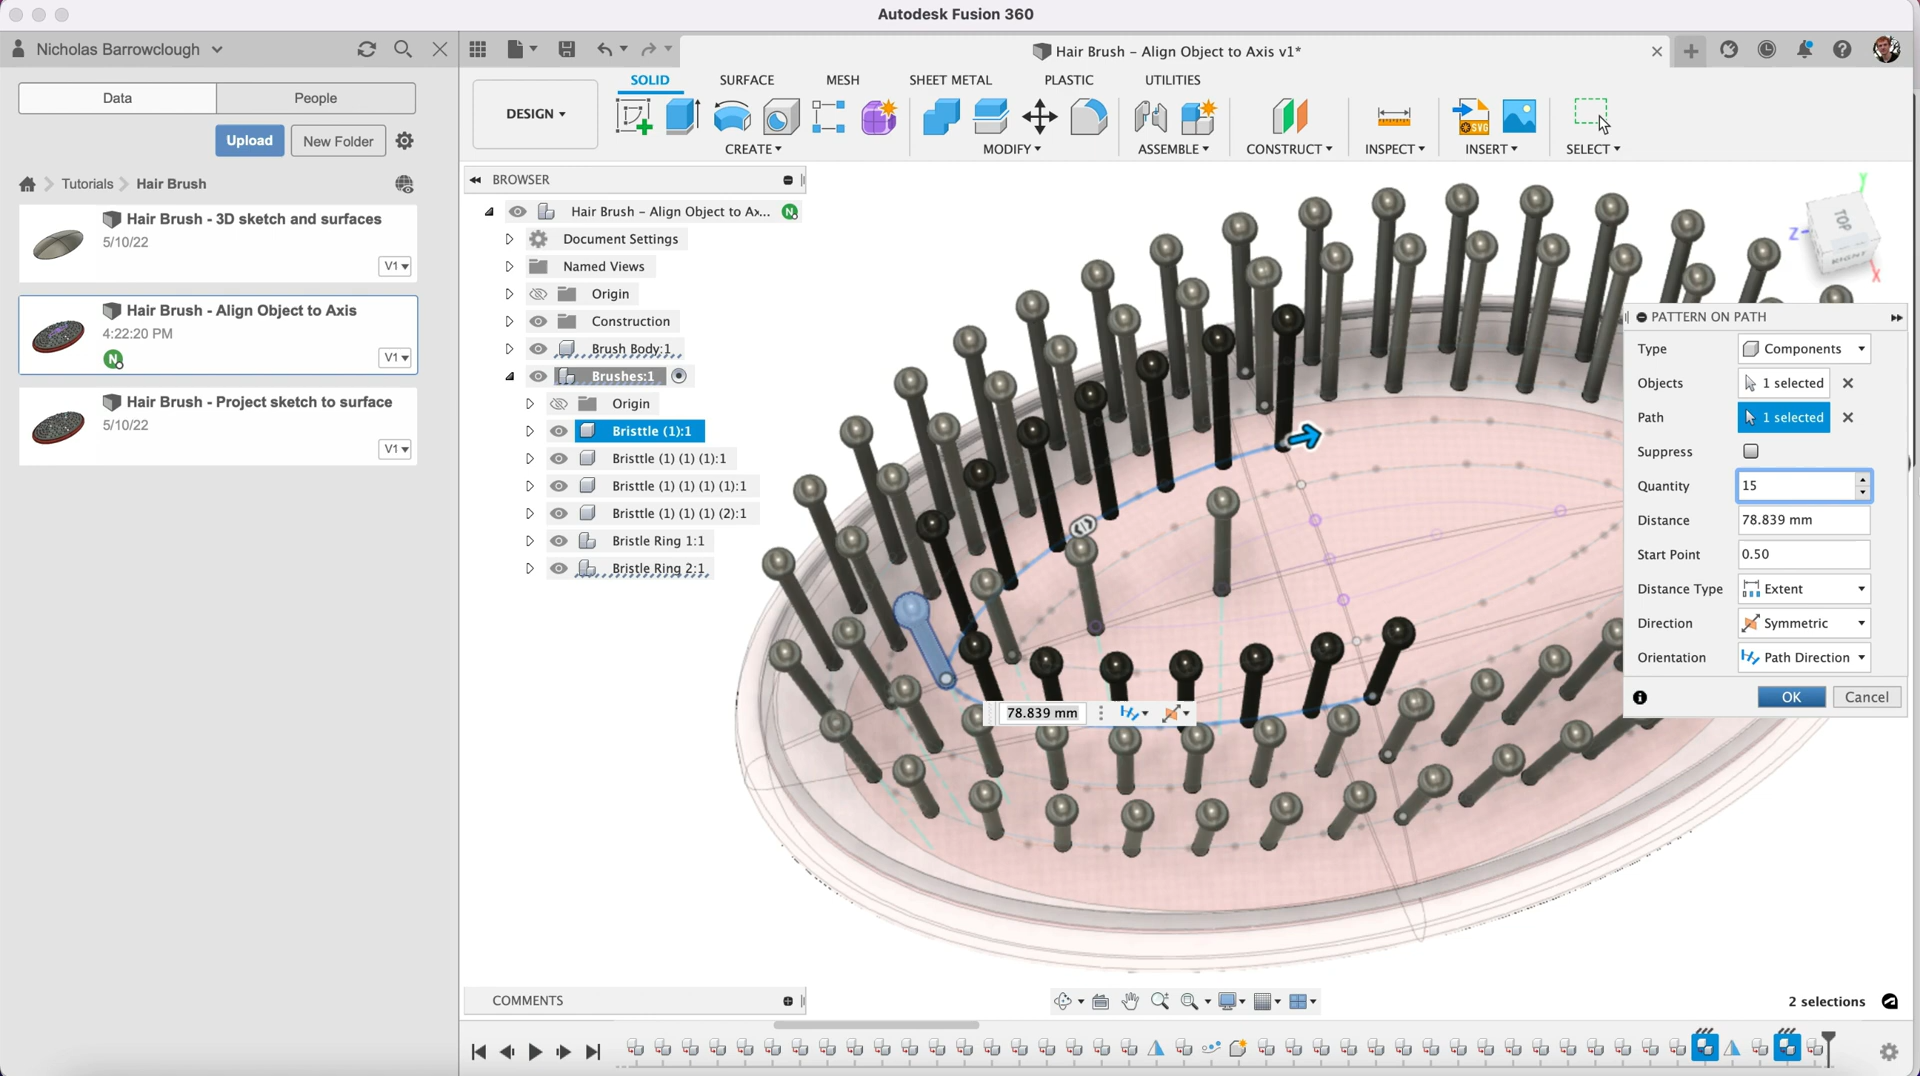 Autodesk Fusion 360
Nicholas Barrowclough
Hair Brush – Align Object to Axis v1*
Data
People
Upload
New Folder
Tutorials
Hair Brush
Hair Brush - 3D sketch and surfaces
5/10/22
V1
Hair Brush - Align Object to Axis
4:22:20 PM
N
V1
Hair Brush - Project sketch to surface
5/10/22
V1
SOLID
SURFACE
MESH
SHEET METAL
PLASTIC
UTILITIES
DESIGN
CREATE
MODIFY
ASSEMBLE
CONSTRUCT
INSPECT
SVG
INSERT
SELECT
BROWSER
Hair Brush – Align Object to Ax...
N
Document Settings
Named Views
Origin
Construction
Brush Body:1
Brushes:1
Origin
Bristtle (1):1
Bristtle (1) (1) (1):1
Bristtle (1) (1) (1) (1):1
Bristtle (1) (1) (1) (2):1
Bristle Ring 1:1
Bristle Ring 2:1
Y
Z
X
TOP
RIGHT
PATTERN ON PATH
Type
Components
Objects
1 selected
Path
1 selected
Suppress
Quantity
15
Distance
78.839 mm
Start Point
0.50
Distance Type
Extent
Direction
Symmetric
Orientation
Path Direction
OK
Cancel
78.839 mm
COMMENTS
2 selections